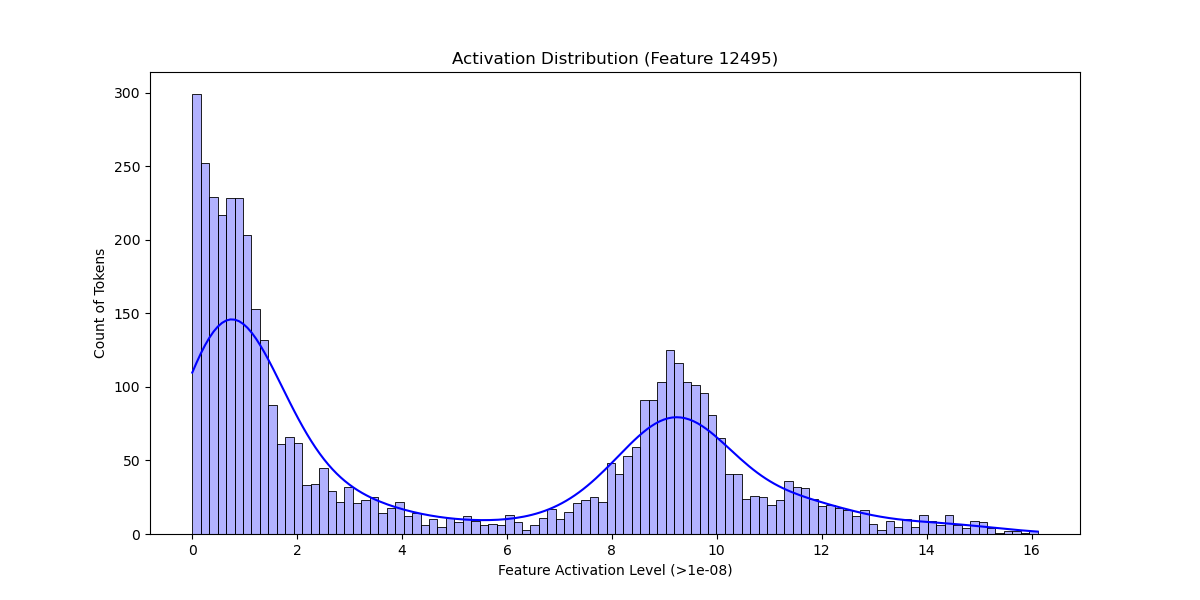 Activation Distribution (Feature 12495)
300
250
200
150
100
50
0
Count of Tokens
0 2 4 6 8 10 12 14 16
Feature Activation Level (>1e-08)